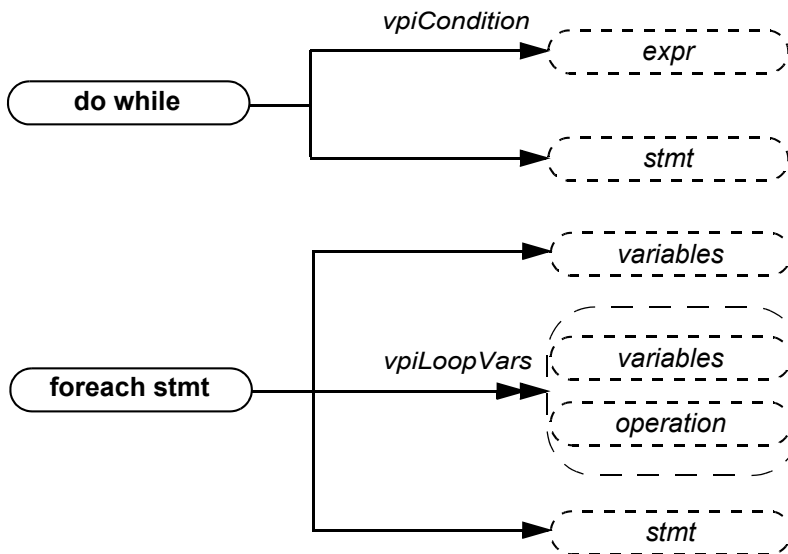 vpiCondition
expr
do while
stmt
variables
vpiLoopVars
variables
foreach stmt
operation
stmt